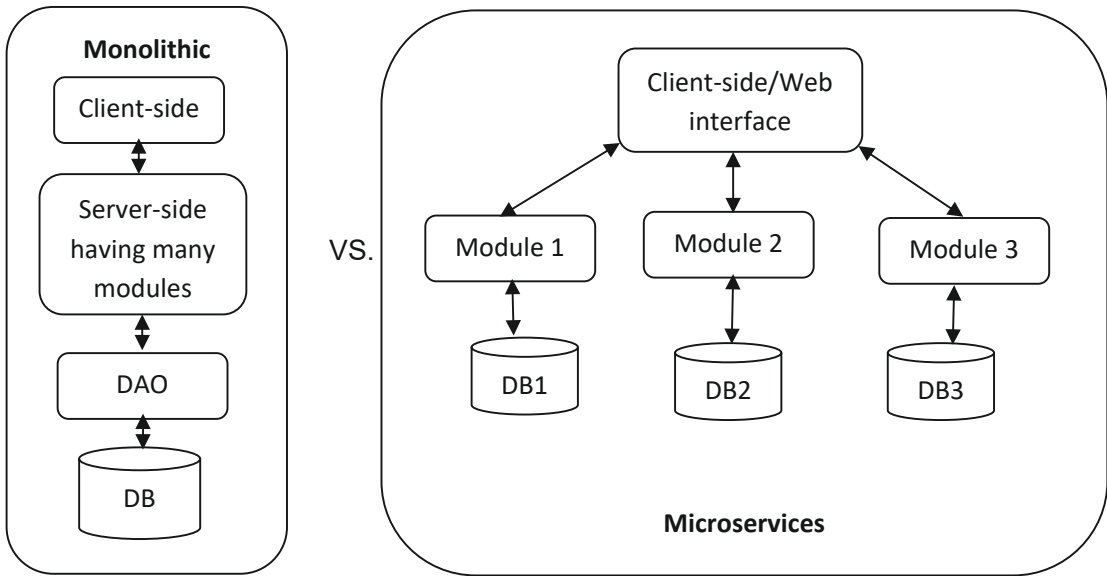 Monolithic
Client-side
Server-side
having many
modules
DAO
DB
VS.
Client-side/Web
interface
Module 1
Module 2
Module 3
DB1
DB2
DB3
Microservices